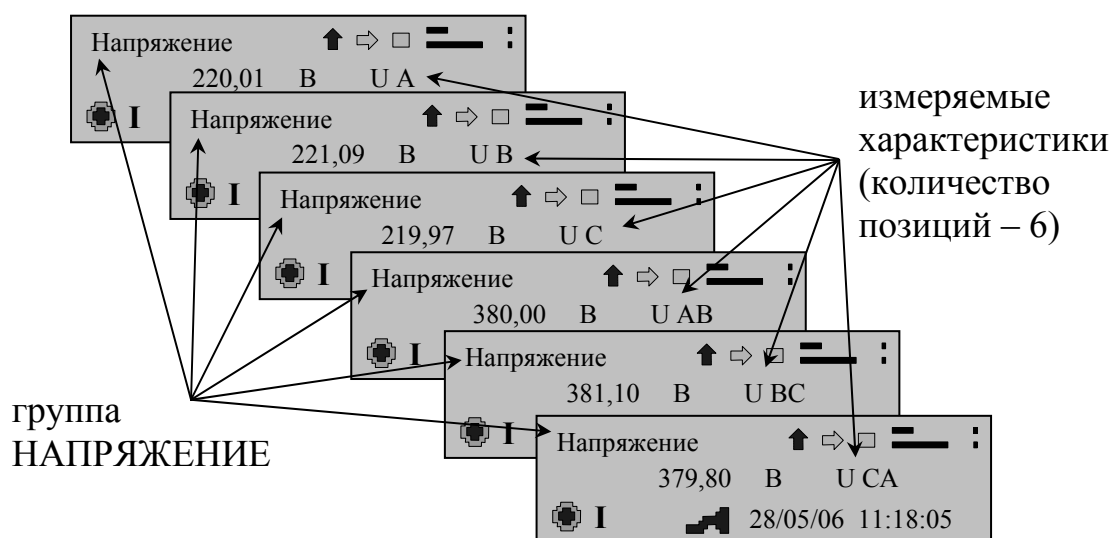 Напряжение
220,01 В U A
I
Напряжение
221,09 В U B
I
Напряжение
219,97 В U C
I
Напряжение
380,00 В U AB
I
Напряжение
381,10 В U BC
I
Напряжение
379,80 В U CA
I 28/05/06 11:18:05
измеряемые
характеристики
(количество
позиций – 6)
группа
НАПРЯЖЕНИЕ